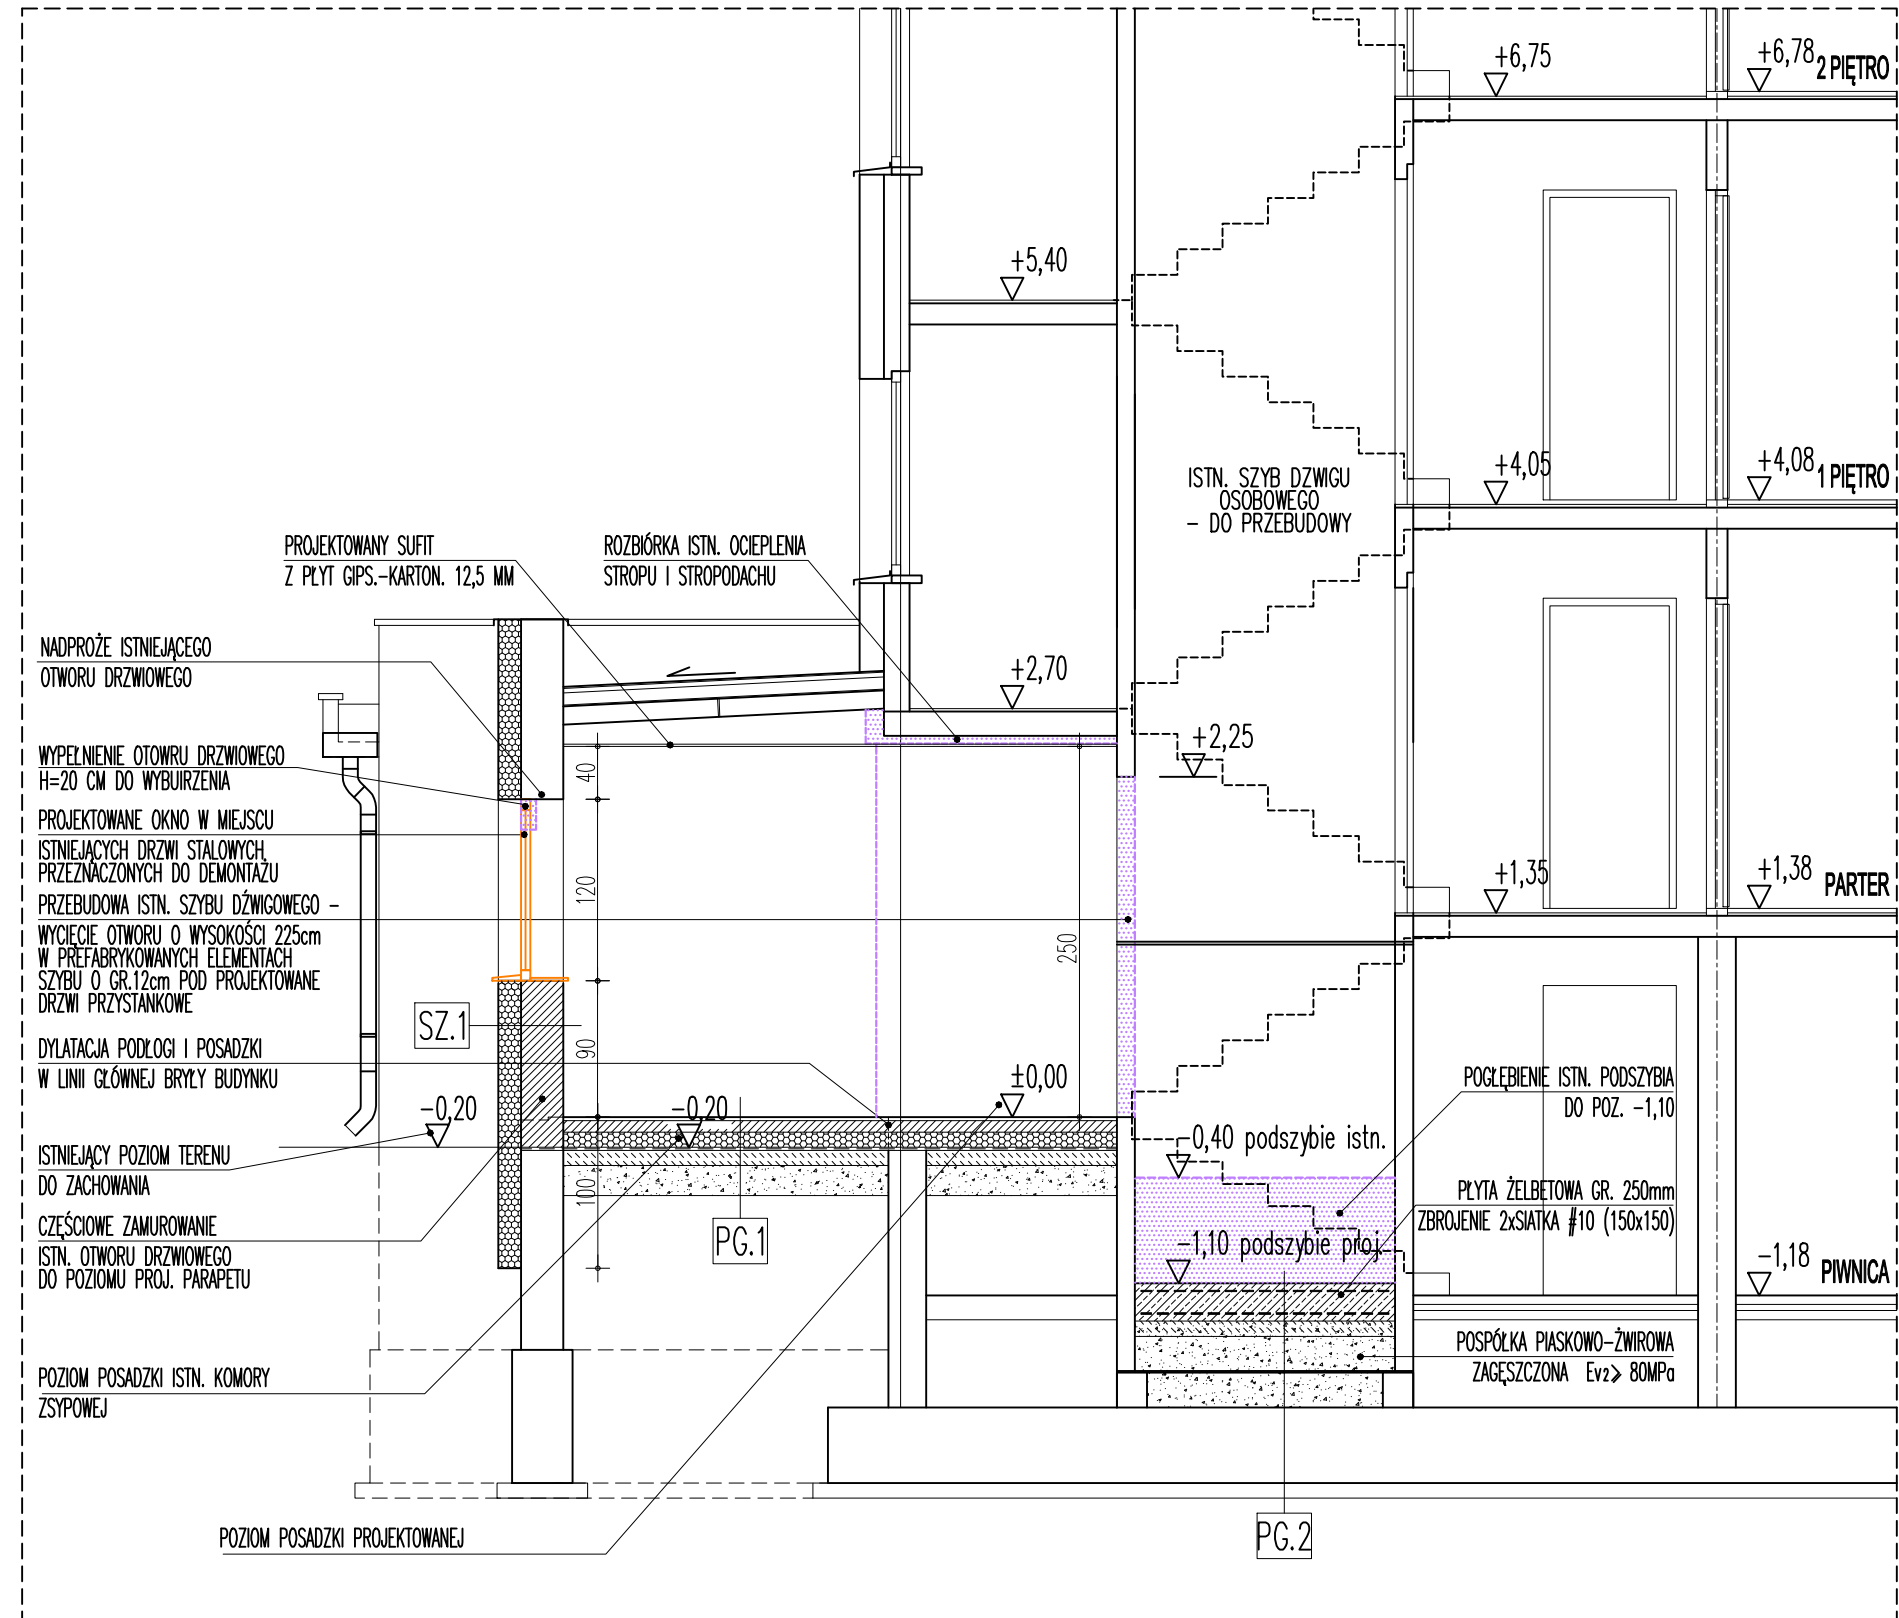 +6,75
+6,78
2 PIĘTRO
+5,40
+4,05
+4,08
1 PIĘTRO
ISTN. SZYB DZWIGU
OSOBOWEGO
– DO PRZEBUDOWY
PROJEKTOWANY SUFIT
Z PŁYT GIPS.–KARTON. 12,5 MM
ROZBIÓRKA ISTN. OCIEPLENIA
STROPU I STROPODACHU
NADPROŻE ISTNIEJĄCEGO
OTWORU DRZWIOWEGO
+2,70
+2,25
WYPEŁNIENIE OTOWRU DRZWIOWEGO
H=20 CM DO WYBUIRZENIA
40
PROJEKTOWANE OKNO W MIEJSCU
ISTNIEJĄCYCH DRZWI STALOWYCH,
PRZEZNACZONYCH DO DEMONTAŻU
120
+1,35
+1,38
PARTER
PRZEBUDOWA ISTN. SZYBU DŹWIGOWEGO –
WYCIĘCIE OTWORU O WYSOKOŚCI 225cm
W PREFABRYKOWANYCH ELEMENTACH
SZYBU O GR.12cm POD PROJEKTOWANE
DRZWI PRZYSTANKOWE
250
SZ.1
90
DYLATACJA PODŁOGI I POSADZKI
W LINII GŁÓWNEJ BRYŁY BUDYNKU
±0,00
POGŁĘBIENIE ISTN. PODSZYBIA
DO POZ. –1,10
–0,20
–0,20
–0,40 podszybie istn.
ISTNIEJĄCY POZIOM TERENU
DO ZACHOWANIA
100
PŁYTA ŻELBETOWA GR. 250mm
ZBROJENIE 2xSIATKA #10 (150x150)
CZĘŚCIOWE ZAMUROWANIE
ISTN. OTWORU DRZWIOWEGO
DO POZIOMU PROJ. PARAPETU
PG.1
–1,10 podszybie proj.
–1,18
PIWNICA
POSPÓŁKA PIASKOWO–ŻWIROWA
ZAGĘSZCZONA Ev2⩾ 80MPa
POZIOM POSADZKI ISTN. KOMORY
ZSYPOWEJ
POZIOM POSADZKI PROJEKTOWANEJ
PG.2